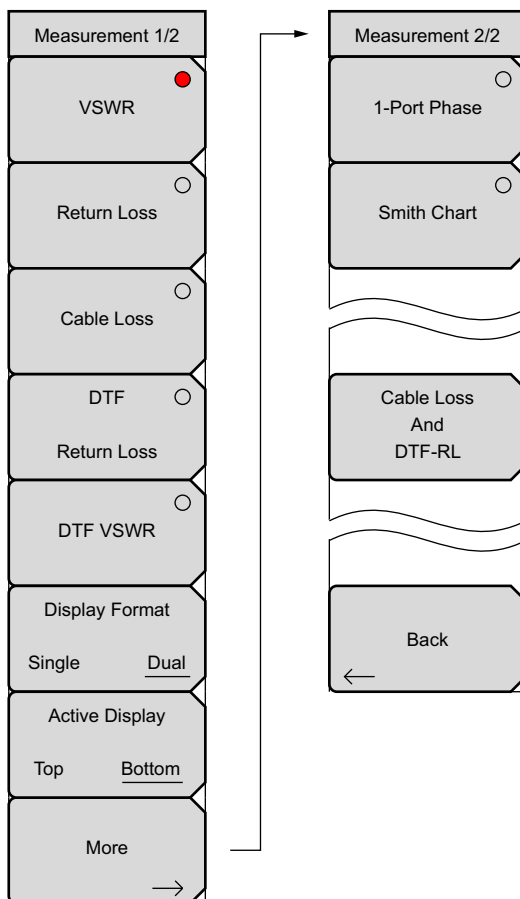 Measurement 1/2
VSWR
Return Loss
Cable Loss
DTF
Return Loss
DTF VSWR
Display Format
Single Dual
Active Display
Top Bottom
More
Measurement 2/2
1-Port Phase
Smith Chart
Cable Loss
And
DTF-RL
Back